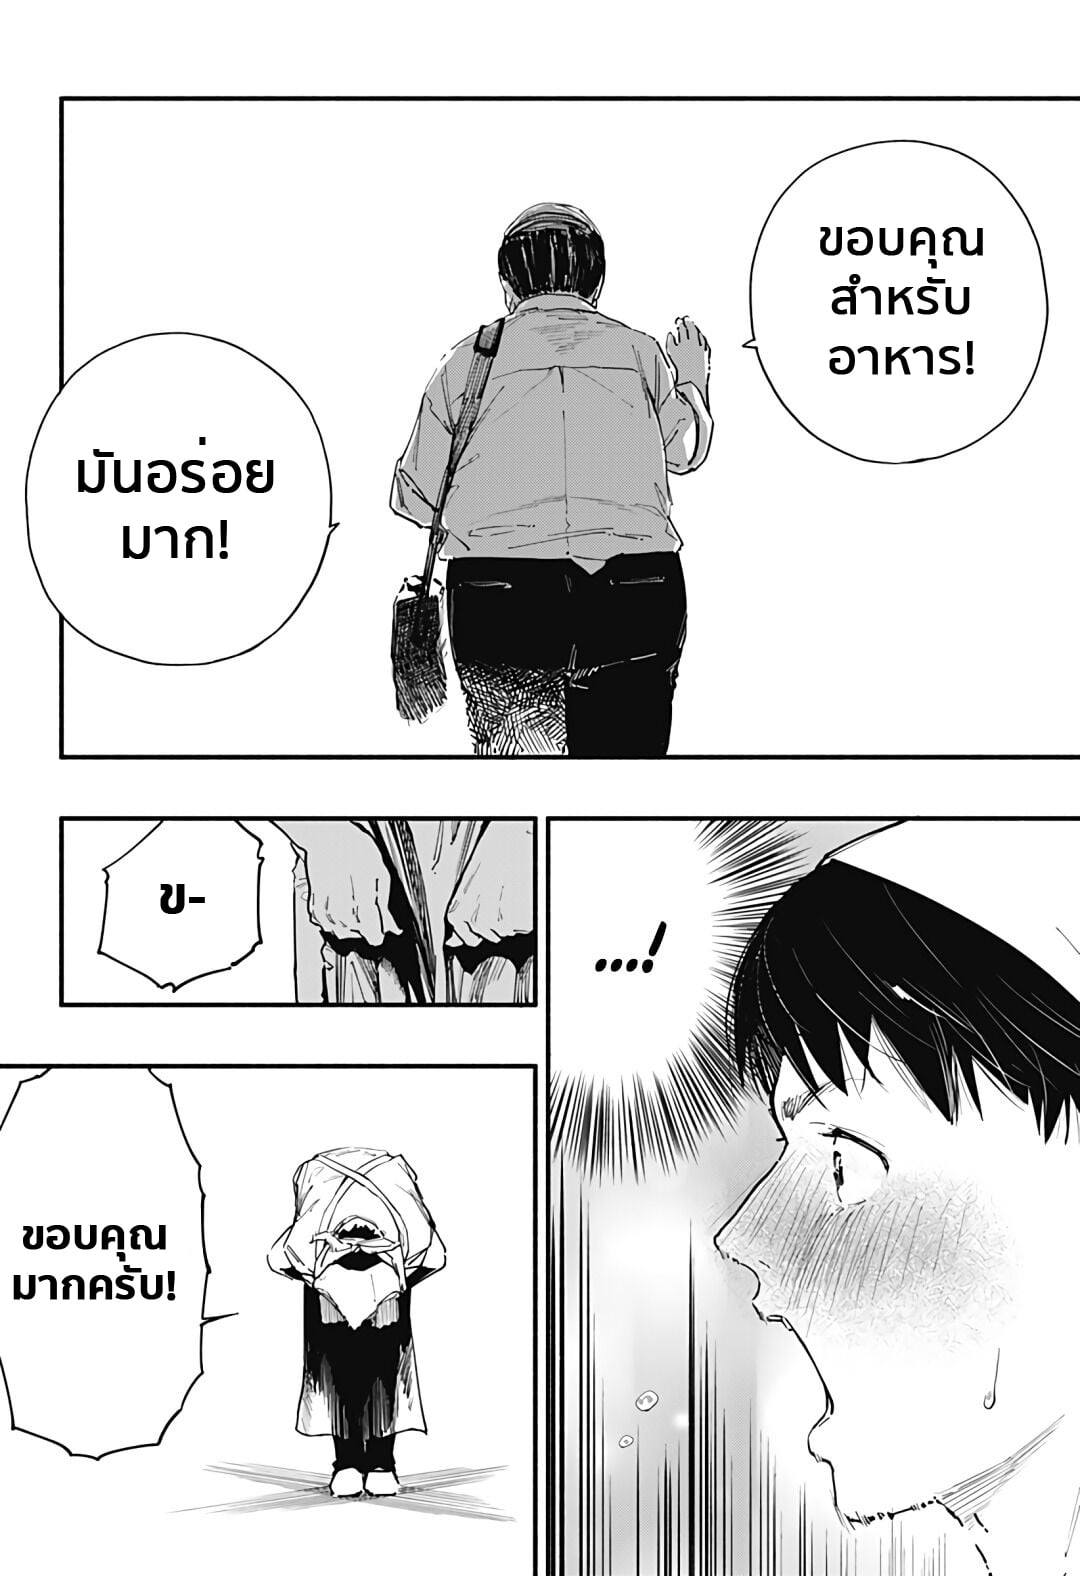 ขอบคุณ
สำหรับ
อาหาร!
มันอร่อย
มาก!
....!
ข-
ขอบคุณ
มากครับ!